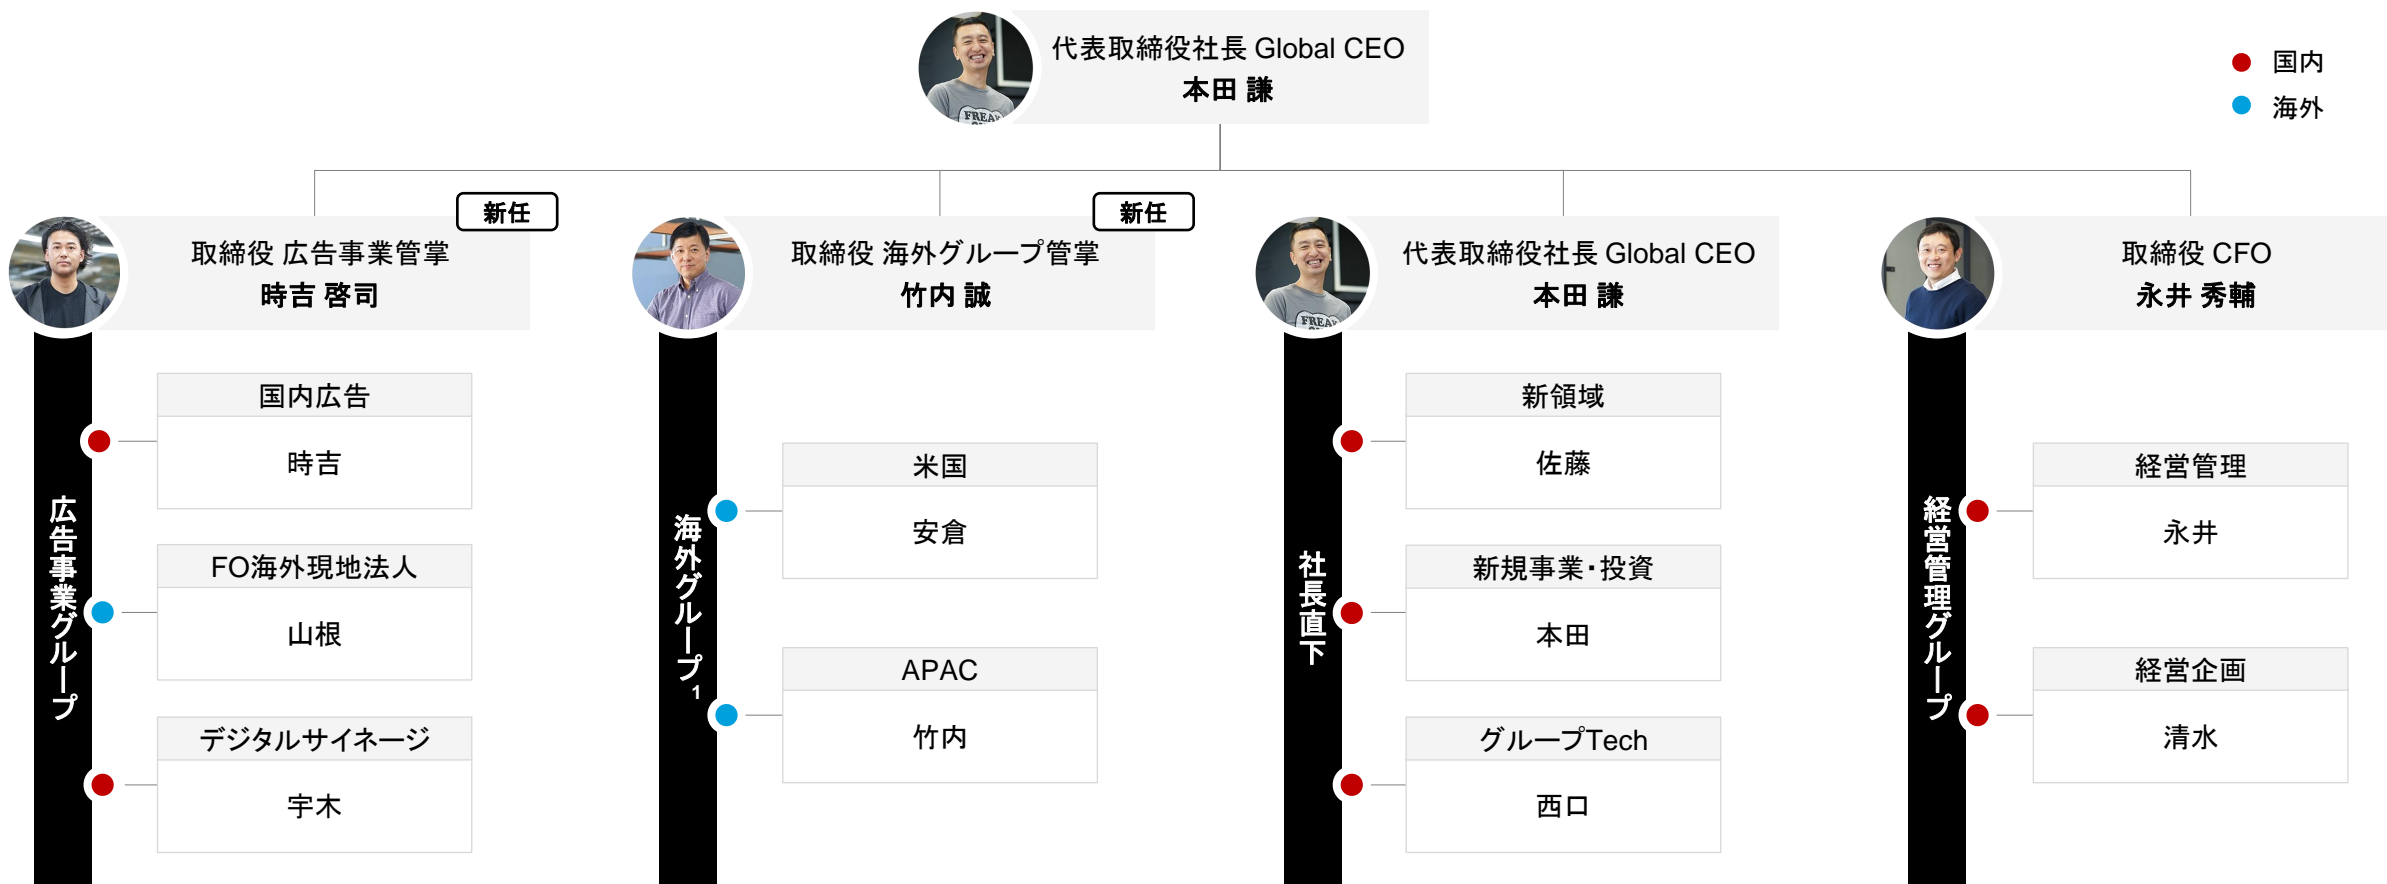 代表取締役社長 Global CEO
本田 謙
国内
海外
新任
取締役 広告事業管掌
時吉 啓司
新任
取締役 海外グループ管掌
竹内 誠
代表取締役社長 Global CEO
本田 謙
取締役 CFO
永井 秀輔
広告事業グループ
国内広告
時吉
FO海外現地法人
山根
デジタルサイネージ
宇木
海外グループ1
米国
安倉
APAC
竹内
社長直下
新領域
佐藤
新規事業・投資
本田
グループTech
西口
経営管理グループ
経営管理
永井
経営企画
清水